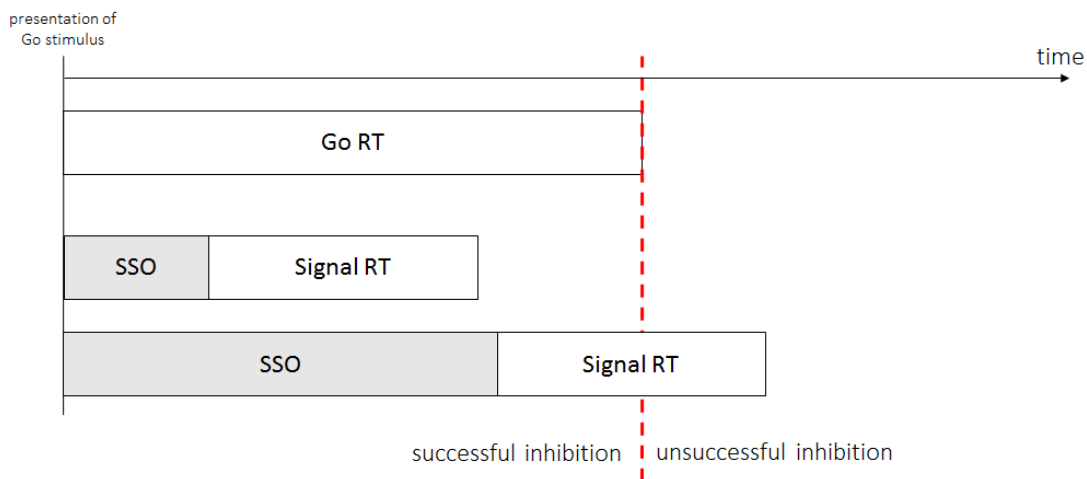 presentation of
Go stimulus
time
Go RT
SSO
Signal RT
SSO
Signal RT
successful inhibition
unsuccessful inhibition